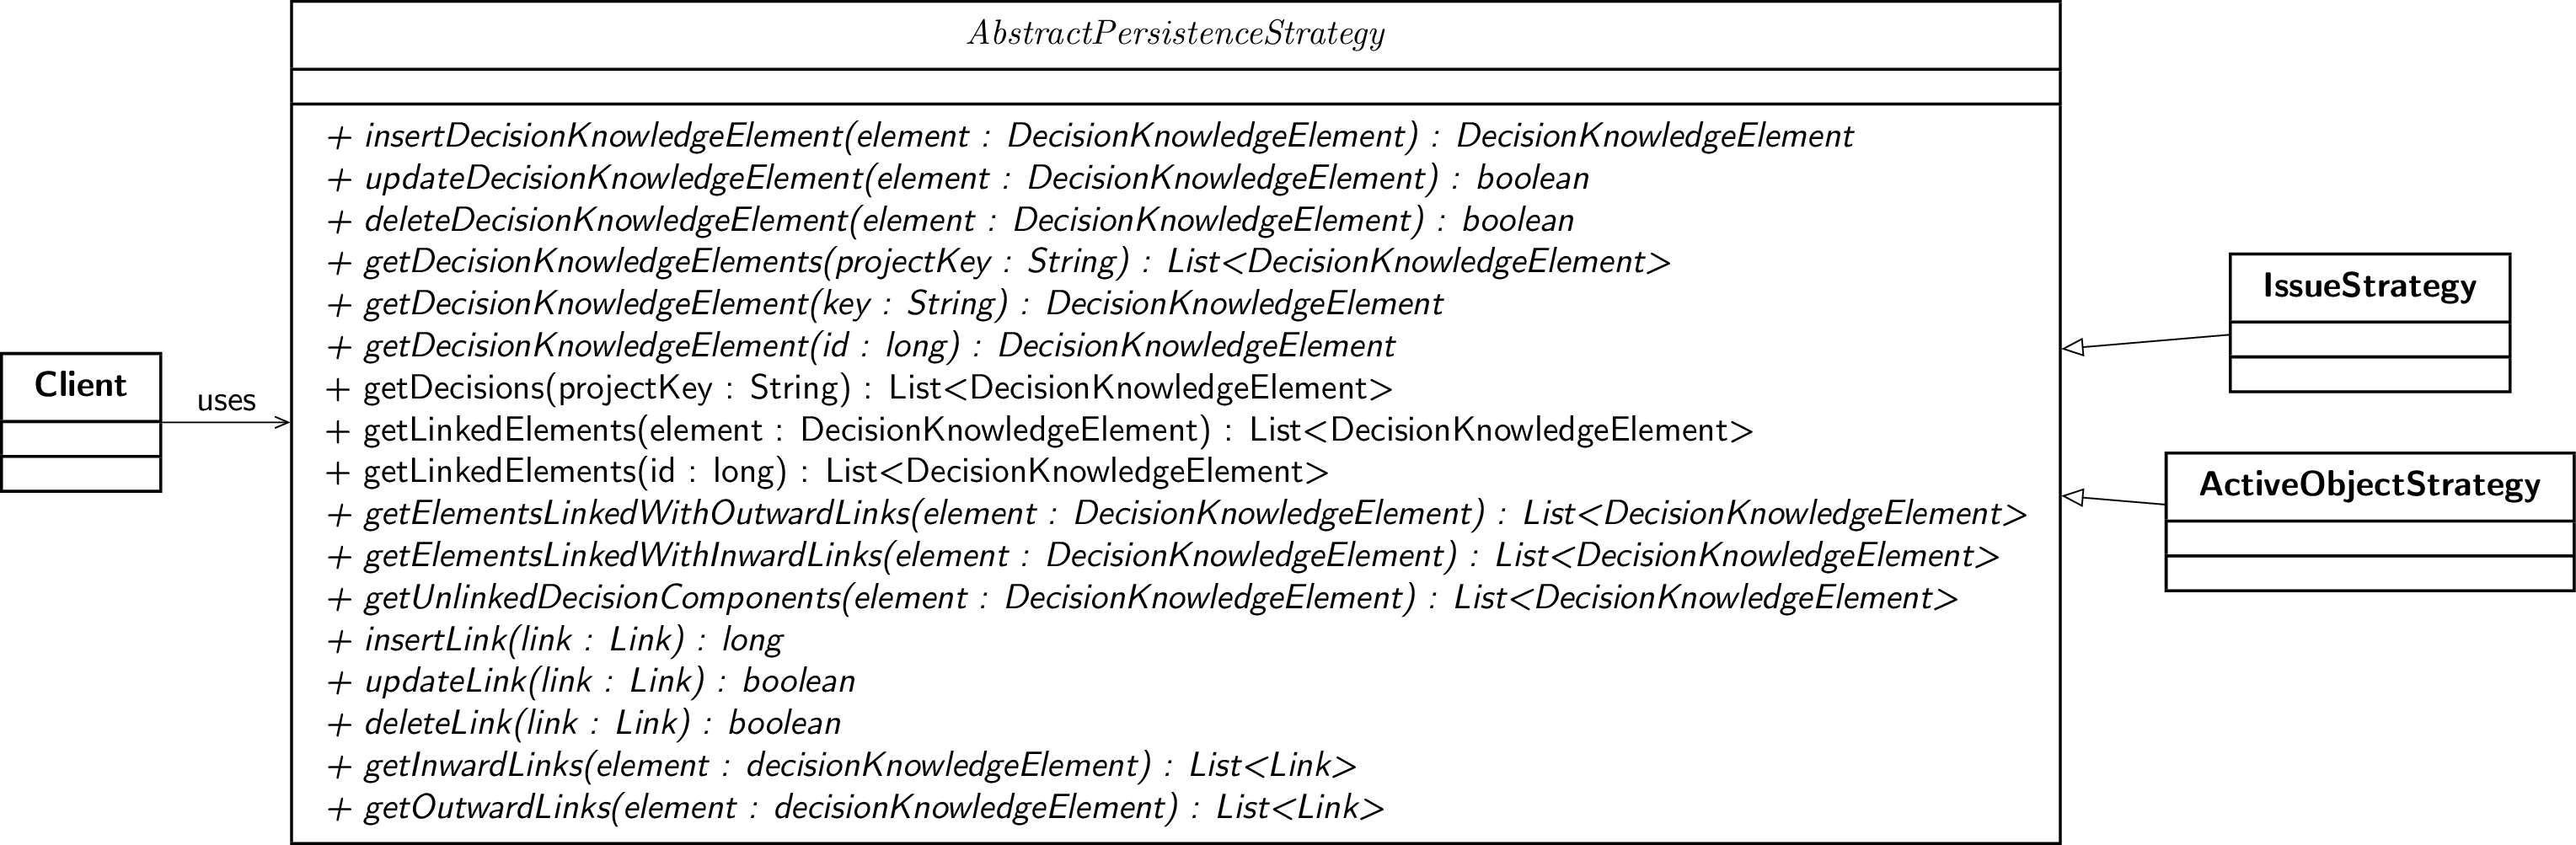 AbstractPersistenceStrategy
+ insertDecisionKnowledgeElement(element : DecisionKnowledgeElement) : DecisionKnowledgeElement
+ updateDecisionKnowledgeElement(element : DecisionKnowledgeElement) : boolean
+ deleteDecisionKnowledgeElement(element : DecisionKnowledgeElement) : boolean
+ getDecisionKnowledgeElements(projectKey : String) : List<DecisionKnowledgeElement>
+ getDecisionKnowledgeElement(key : String) : DecisionKnowledgeElement
+ getDecisionKnowledgeElement(id : long) : DecisionKnowledgeElement
+ getDecisions(projectKey : String) : List<DecisionKnowledgeElement>
+ getLinkedElements(element : DecisionKnowledgeElement) : List<DecisionKnowledgeElement>
+ getLinkedElements(id : long) : List<DecisionKnowledgeElement>
+ getElementsLinkedWithOutwardLinks(element : DecisionKnowledgeElement) : List<DecisionKnowledgeElement>
+ getElementsLinkedWithInwardLinks(element : DecisionKnowledgeElement) : List<DecisionKnowledgeElement>
+ getUnlinkedDecisionComponents(element : DecisionKnowledgeElement) : List<DecisionKnowledgeElement>
+ insertLink(link : Link) : long
+ updateLink(link : Link) : boolean
+ deleteLink(link : Link) : boolean
+ getInwardLinks(element : decisionKnowledgeElement) : List<Link>
+ getOutwardLinks(element : decisionKnowledgeElement) : List<Link>
Client
uses
IssueStrategy
ActiveObjectStrategy